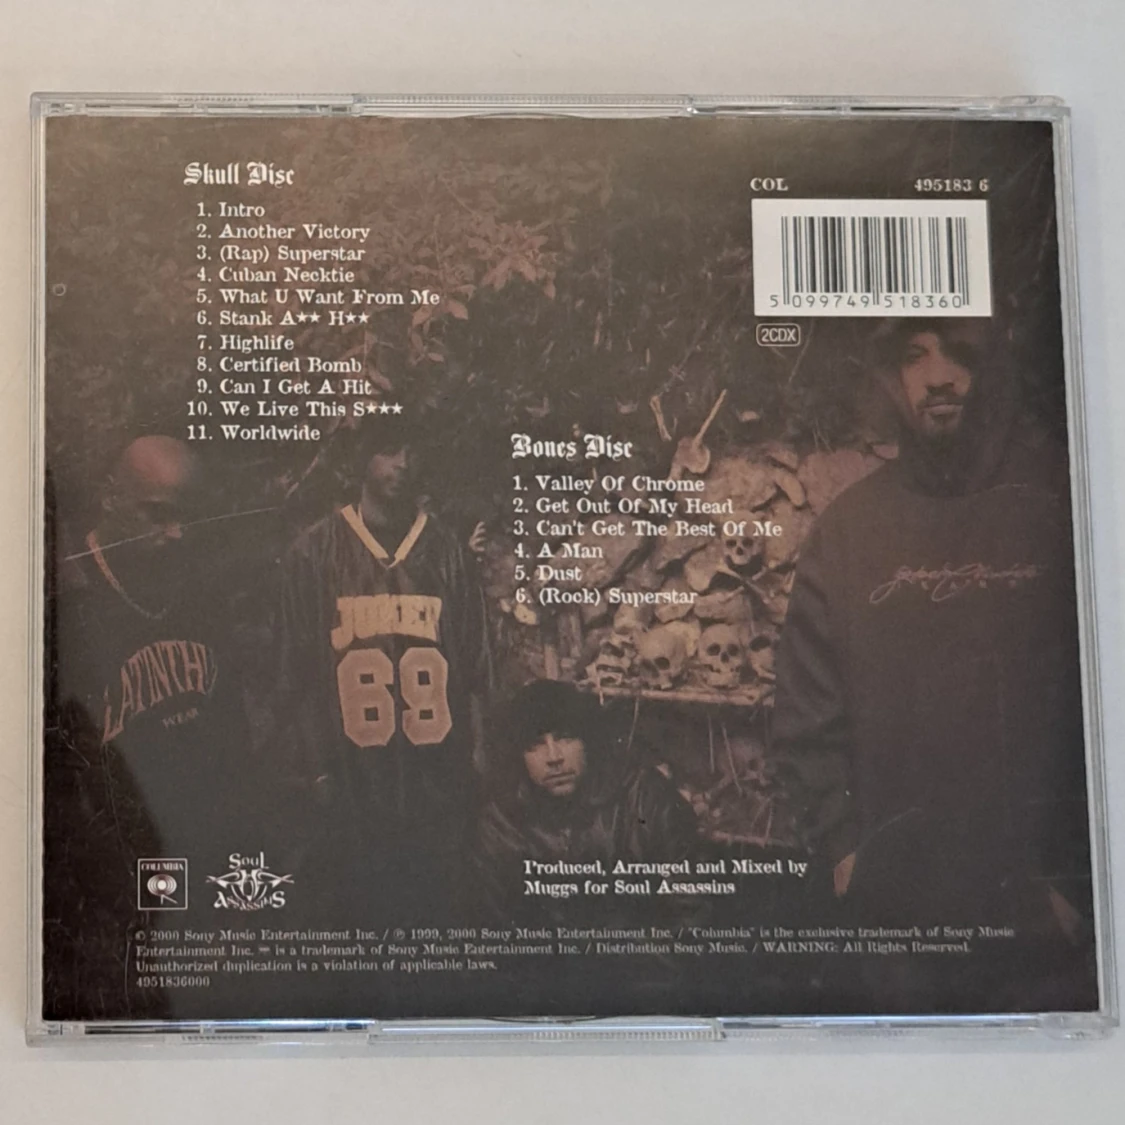 Skull Disc
1. Intro
2. Another Victory
3. (Rap) Superstar
4. Cuban Necktie
5. What U Want From Me
6. Stank A★★ H★★
7. Highlife
8. Certified Bomb
9. Can I Get A Hit
10. We Live This S★★★
11. Worldwide
COL 495183 6
5 099749 518360
2CDX
Bones Disc
1. Valley Of Chrome
2. Get Out Of My Head
3. Can't Get The Best Of Me
4. A Man
5. Dust
6. (Rock) Superstar
LATINTHU
WEAR
JOKER
69
COLUMBIA
SOUL
ASSASSINS
Produced, Arranged and Mixed by
Muggs for Soul Assassins
© 2000 Sony Music Entertainment Inc. / ℗ 1999, 2000 Sony Music Entertainment Inc. / "Columbia" is the exclusive trademark of Sony Music
Entertainment Inc. is a trademark of Sony Music Entertainment Inc. / Distribution Sony Music. / WARNING: All Rights Reserved.
Unauthorized duplication is a violation of applicable laws.
4951836000